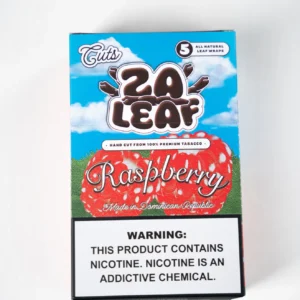 Cuts
5 ALL NATURAL
LEAF WRAPS
ZA
LEAF
• HAND CUT FROM 100% PREMIUM TOBACCO •
Raspberry
Made in Dominican Republic
WARNING:
THIS PRODUCT CONTAINS
NICOTINE. NICOTINE IS AN
ADDICTIVE CHEMICAL.